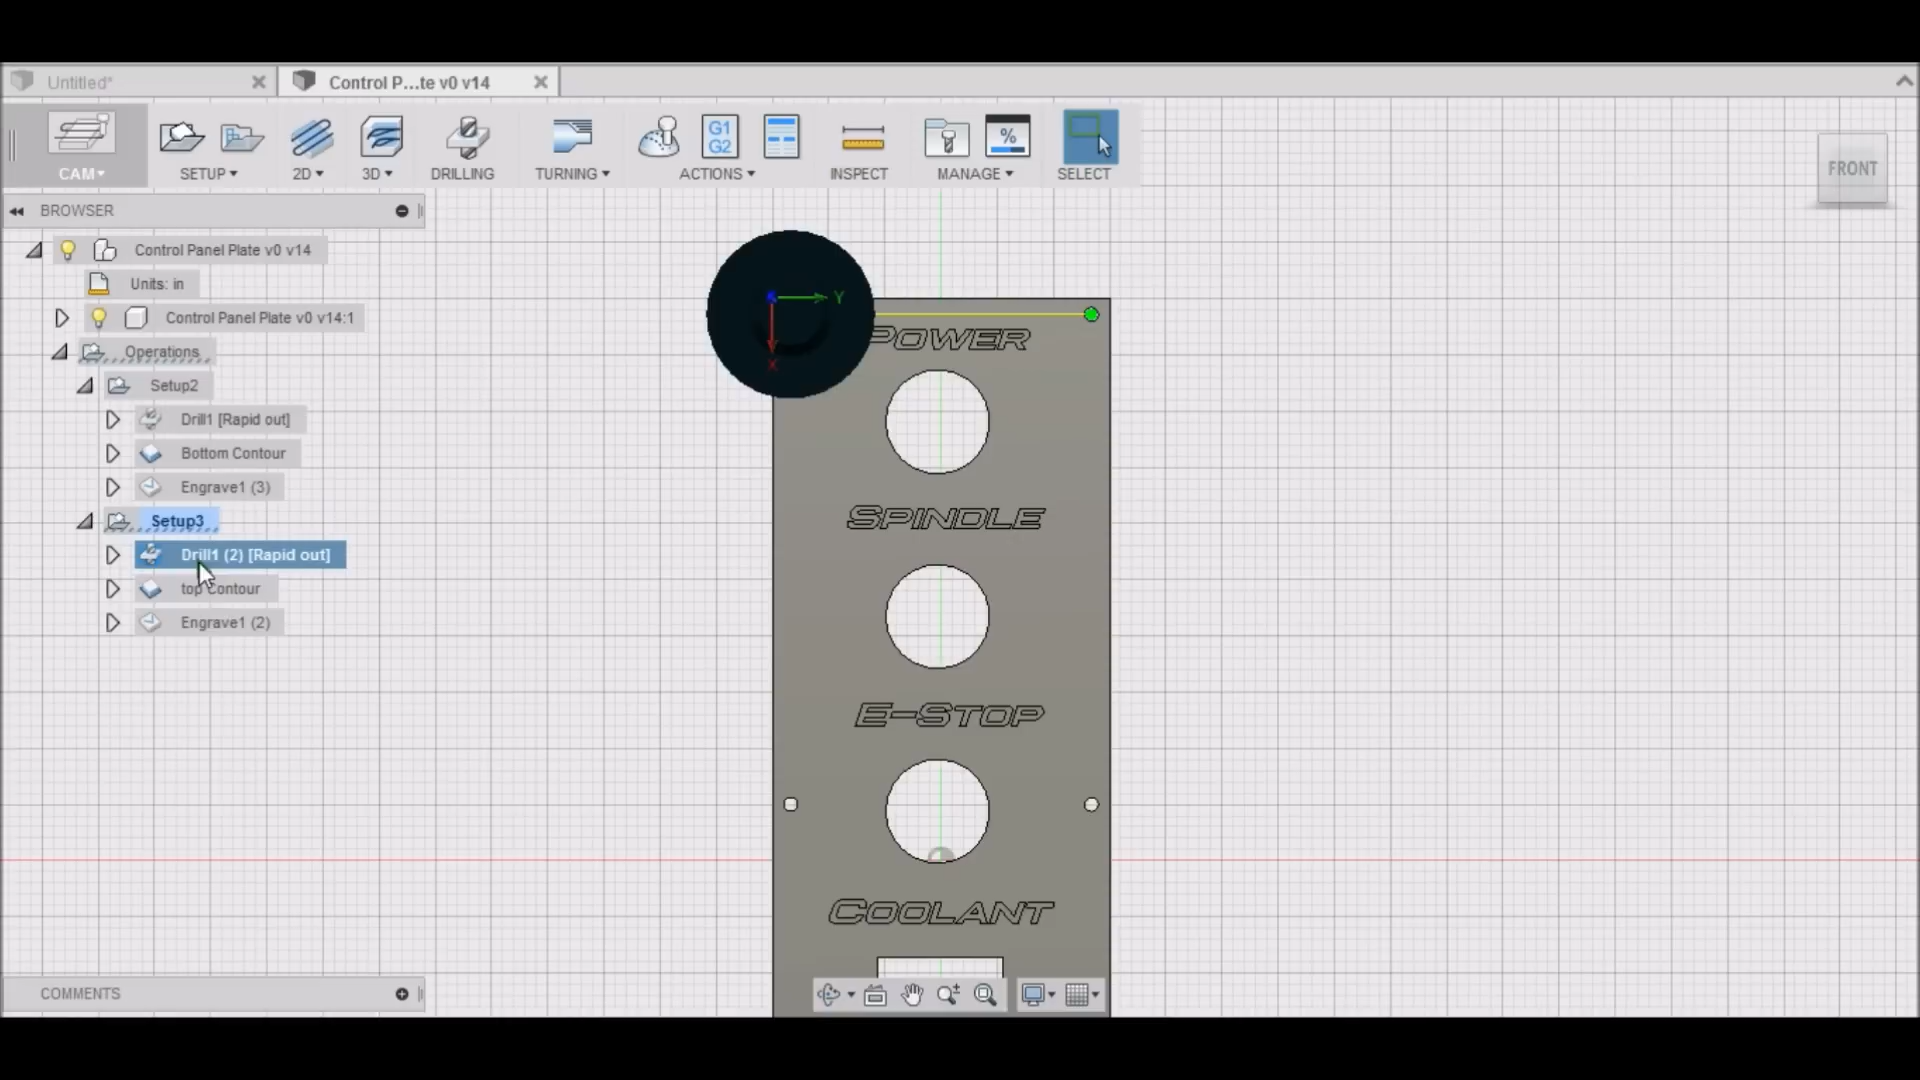 Untitled*
Control P...te v0 v14
FRONT
G1
G2
%
CAM
SETUP
2D
3D
DRILLING
TURNING
ACTIONS
INSPECT
MANAGE
SELECT
BROWSER
Control Panel Plate v0 v14
Units: in
Control Panel Plate v0 v14:1
Operations
Setup2
Drill1 [Rapid out]
Bottom Contour
Engrave1 (3)
Setup3
Drill1 (2) [Rapid out]
top Contour
Engrave1 (2)
Y
X
POWER
SPINDLE
E-STOP
COOLANT
COMMENTS